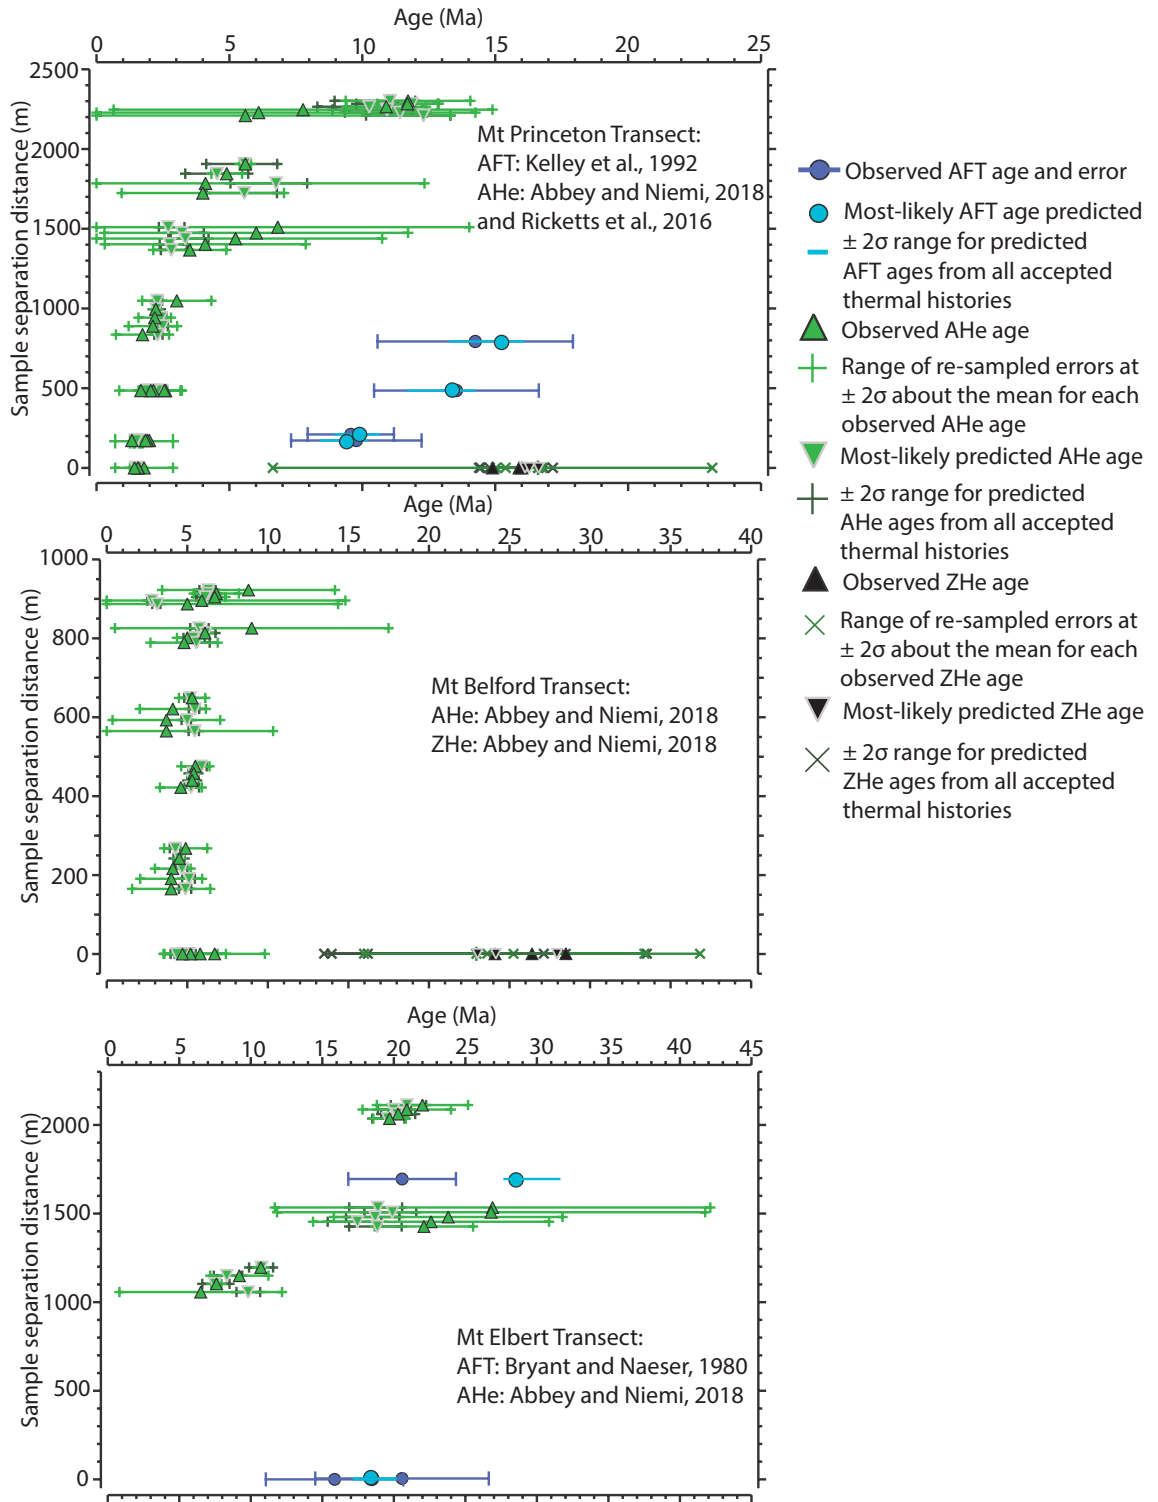 Age (Ma)
0 5 10 15 20 25
2500
2000
1500
1000
500
0
Sample separation distance (m)
Mt Princeton Transect:
AFT: Kelley et al., 1992
AHe: Abbey and Niemi, 2018
and Ricketts et al., 2016
Age (Ma)
0 5 10 15 20 25 30 35 40
1000
800
600
400
200
0
Sample separation distance (m)
Mt Belford Transect:
AHe: Abbey and Niemi, 2018
ZHe: Abbey and Niemi, 2018
Age (Ma)
0 5 10 15 20 25 30 35 40 45
2000
1500
1000
500
0
Sample separation distance (m)
Mt Elbert Transect:
AFT: Bryant and Naeser, 1980
AHe: Abbey and Niemi, 2018
Observed AFT age and error
Most-likely AFT age predicted
± 2σ range for predicted
AFT ages from all accepted
thermal histories
Observed AHe age
Range of re-sampled errors at
± 2σ about the mean for each
observed AHe age
Most-likely predicted AHe age
± 2σ range for predicted
AHe ages from all accepted
thermal histories
Observed ZHe age
Range of re-sampled errors at
± 2σ about the mean for each
observed ZHe age
Most-likely predicted ZHe age
± 2σ range for predicted
ZHe ages from all accepted
thermal histories